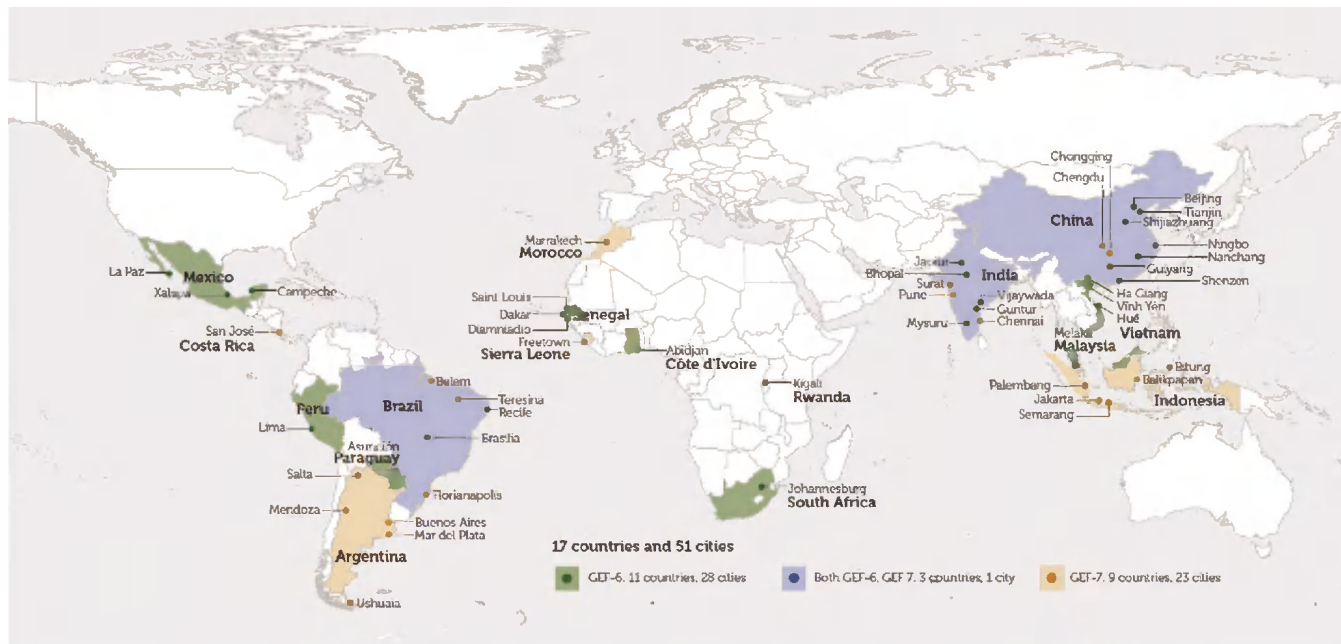 Chongqing
Chengdu
Beijing
Tianjin
Shijiazhuang
China
Ningbo
Nanchang
Guiyang
Shenzen
Marrakech
Morocco
Jaipur
Bhopal
India
Surat
Pune
Vijaywada
Guntur
Mysuru
Chennai
Ha Giang
Vinh Yen
Huế
Vietnam
Melaka
Malaysia
La Paz
Mexico
Xalapa
Campeche
Saint Louis
Dakar
Senegal
Diamniadio
Freetown
Sierra Leone
Abidjan
Côte d'Ivoire
San José
Costa Rica
Kigali
Rwanda
Bitung
Balikpapan
Palembang
Jakarta
Semarang
Indonesia
Belem
Teresina
Recife
Brazil
Peru
Lima
Brasília
Asunción
Paraguay
Salta
Florianapolis
Mendoza
Buenos Aires
Mar del Plata
Argentina
Ushuaia
Johannesburg
South Africa
17 countries and 51 cities
GEF-6, 11 countries, 28 cities
Both GEF-6, GEF 7, 3 countries, 1 city
GEF-7, 9 countries, 23 cities